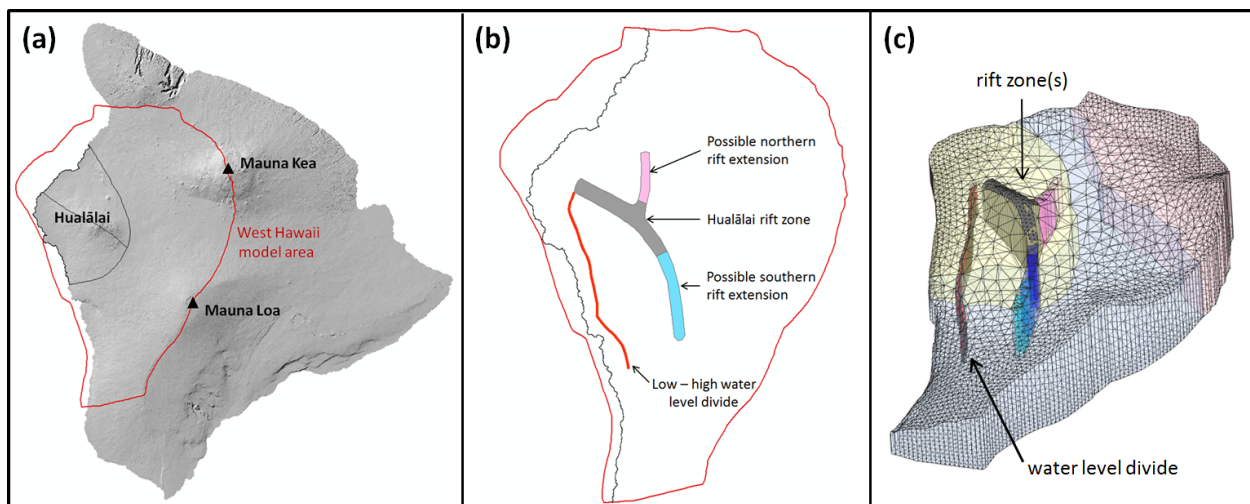 (a)
Mauna Kea
Hualālai
West Hawaii
model area
Mauna Loa
(b)
Possible northern
rift extension
Hualālai rift zone
Possible southern
rift extension
Low – high water
level divide
(c)
rift zone(s)
water level divide